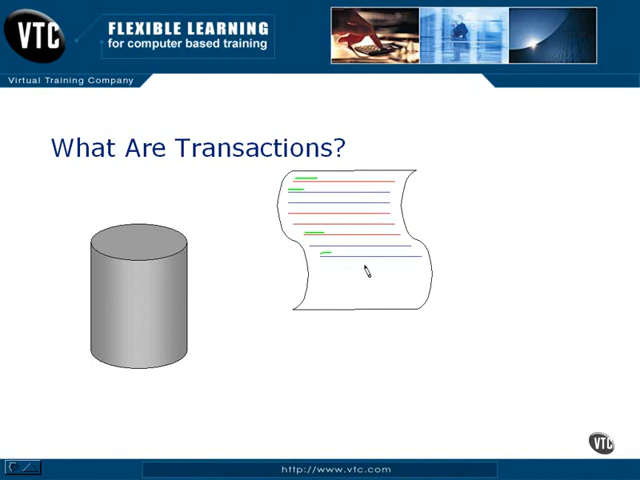 VTC
FLEXIBLE LEARNING
for computer based training
Virtual Training Company
What Are Transactions?
VTC
http://www.vtc.com